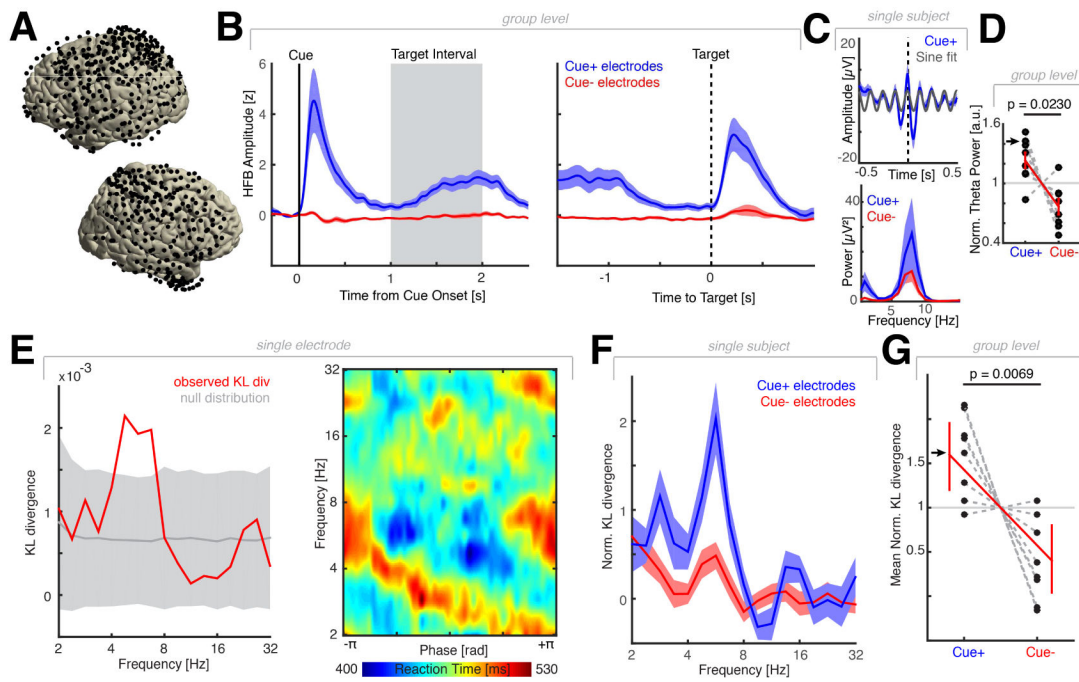 A
B
group level
Cue
Target Interval
HFB Amplitude [z]
6
4
2
0
0
1
2
Time from Cue Onset [s]
Target
Cue+ electrodes
Cue- electrodes
-1
0
Time to Target [s]
C
single subject
Cue+
Sine fit
Amplitude [µV]
20
0
-20
-0.5
0.5
Time [s]
Cue+
Cue-
Power [µV²]
40
20
0
5
10
Frequency [Hz]
D
group level
p = 0.0230
Norm. Theta Power [a.u.]
1.6
1
0.4
Cue+
Cue-
E
single electrode
×10⁻³
observed KL div
null distribution
KL divergence
2
1
0
2
4
8
16
32
Frequency [Hz]
Frequency [Hz]
32
16
8
4
2
-π
+π
Phase [rad]
400
Reaction Time [ms]
530
F
single subject
Cue+ electrodes
Cue- electrodes
Norm. KL divergence
3
2
1
0
2
4
8
16
32
Frequency [Hz]
G
group level
p = 0.0069
Mean Norm. KL divergence
1.5
1
0.5
Cue+
Cue-